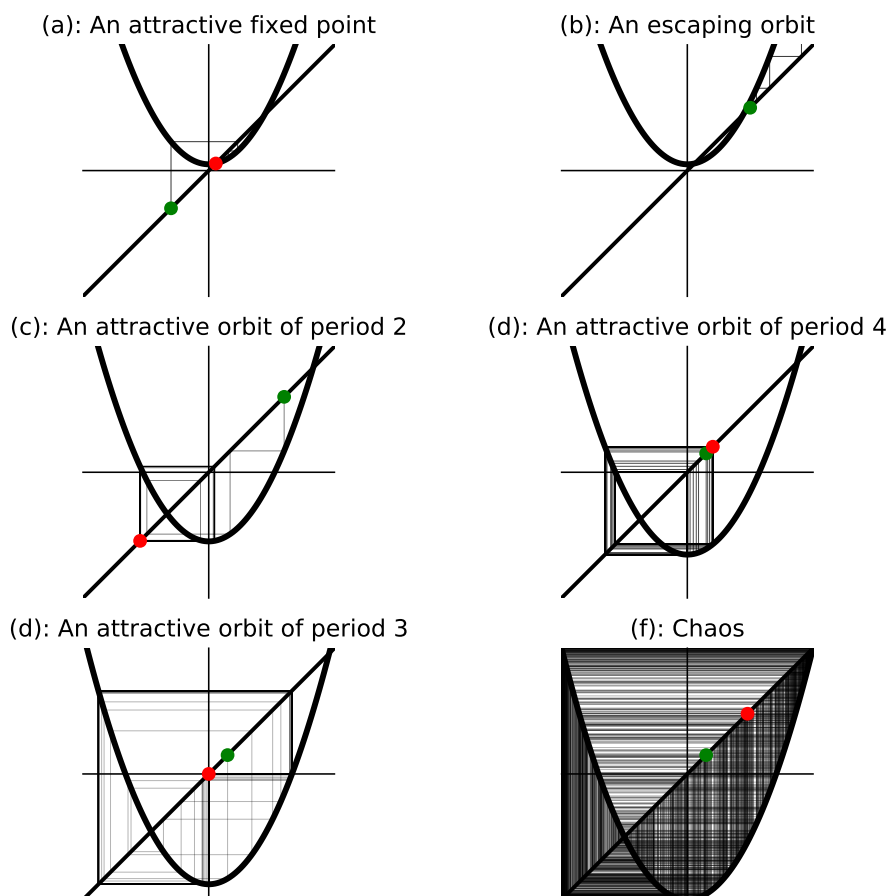 (a): An attractive fixed point
(b): An escaping orbit
(c): An attractive orbit of period 2
(d): An attractive orbit of period 4
(d): An attractive orbit of period 3
(f): Chaos